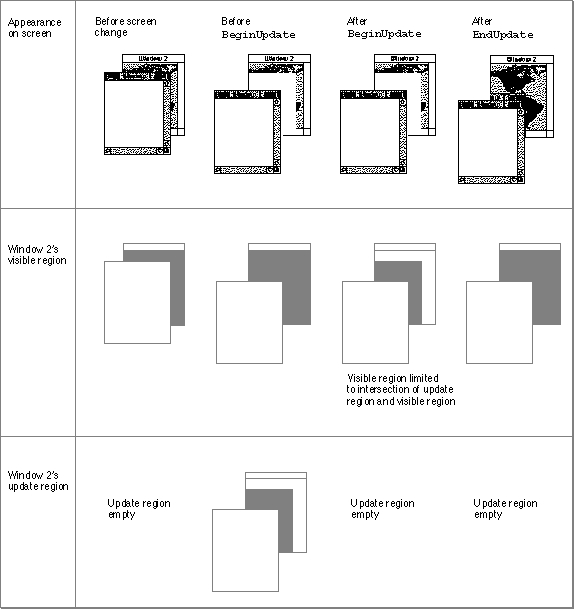 Appearance
on screen
Before screen
change
Before
BeginUpdate
After
BeginUpdate
After
EndUpdate
Window 2
Window 2
Window 2
Window 2
Window 2's
visible region
Visible region limited
to intersection of update
region and visible region
Window 2's
update region
Update region
empty
Update region
empty
Update region
empty